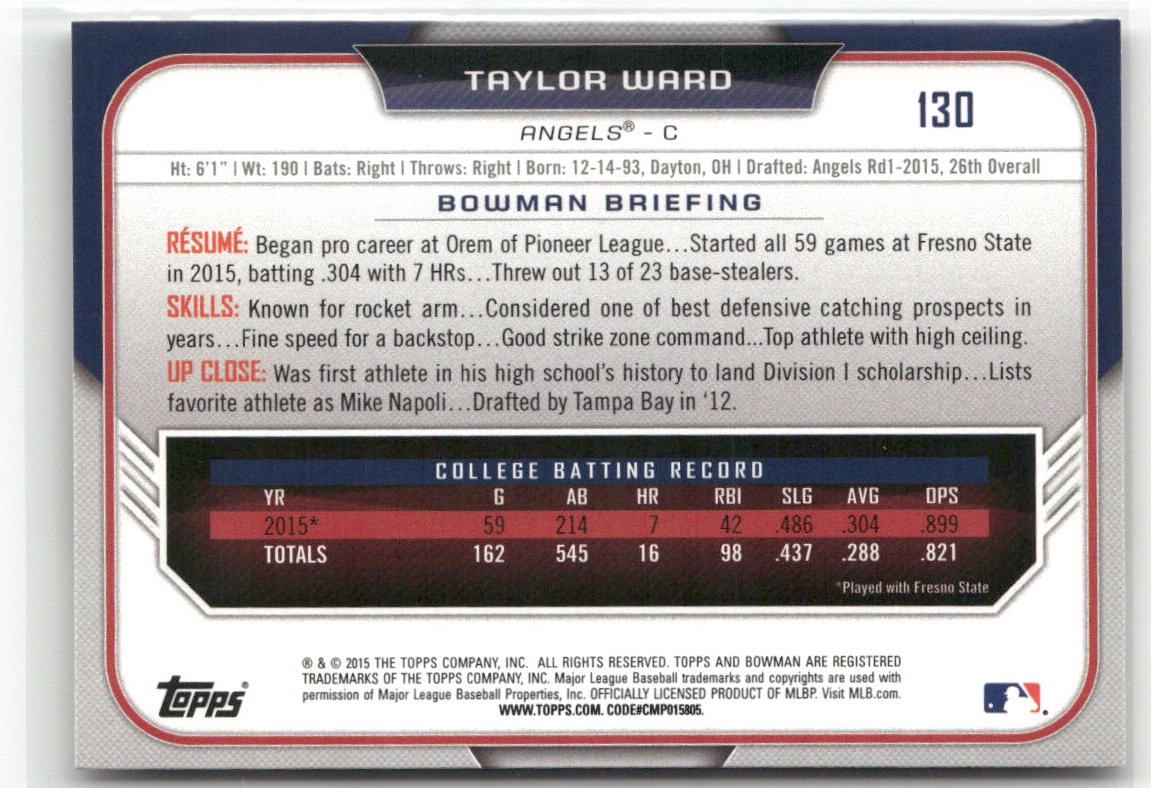 TAYLOR WARD
130
ANGELS® - C
Ht: 6'1" | Wt: 190 | Bats: Right | Throws: Right | Born: 12-14-93, Dayton, OH | Drafted: Angels Rd1-2015, 26th Overall
BOWMAN BRIEFING
RÉSUMÉ: Began pro career at Orem of Pioneer League...Started all 59 games at Fresno State
in 2015, batting .304 with 7 HRs...Threw out 13 of 23 base-stealers.
SKILLS: Known for rocket arm...Considered one of best defensive catching prospects in
years...Fine speed for a backstop...Good strike zone command...Top athlete with high ceiling.
UP CLOSE: Was first athlete in his high school's history to land Division I scholarship...Lists
favorite athlete as Mike Napoli...Drafted by Tampa Bay in '12.
COLLEGE BATTING RECORD
YR G AB HR RBI SLG AVG OPS
2015* 59 214 7 42 .486 .304 .899
TOTALS 162 545 16 98 .437 .288 .821
*Played with Fresno State
® & © 2015 THE TOPPS COMPANY, INC. ALL RIGHTS RESERVED. TOPPS AND BOWMAN ARE REGISTERED
TRADEMARKS OF THE TOPPS COMPANY, INC. Major League Baseball trademarks and copyrights are used with
permission of Major League Baseball Properties, Inc. OFFICIALLY LICENSED PRODUCT OF MLBP. Visit MLB.com.
WWW.TOPPS.COM. CODE#CMP015805.
TOPPS®